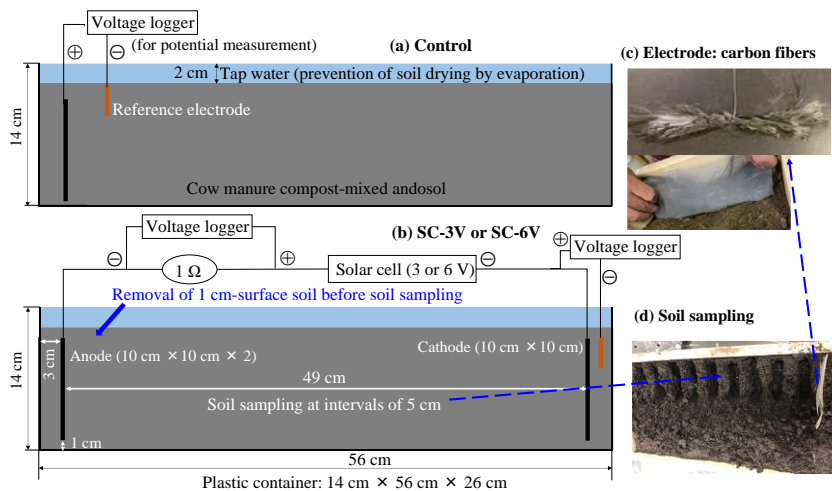 Voltage logger
⊕
⊖
(for potential measurement)
(a) Control
2 cm
Tap water (prevention of soil drying by evaporation)
14 cm
Reference electrode
Cow manure compost-mixed andosol
(b) SC-3V or SC-6V
Voltage logger
⊖
⊕
1 Ω
Solar cell (3 or 6 V)
⊖
⊕
Voltage logger
⊖
Removal of 1 cm-surface soil before soil sampling
14 cm
3 cm
Anode (10 cm ×10 cm × 2)
Cathode (10 cm × 10 cm)
49 cm
Soil sampling at intervals of 5 cm
1 cm
56 cm
Plastic container: 14 cm × 56 cm × 26 cm
(c) Electrode: carbon fibers
(d) Soil sampling